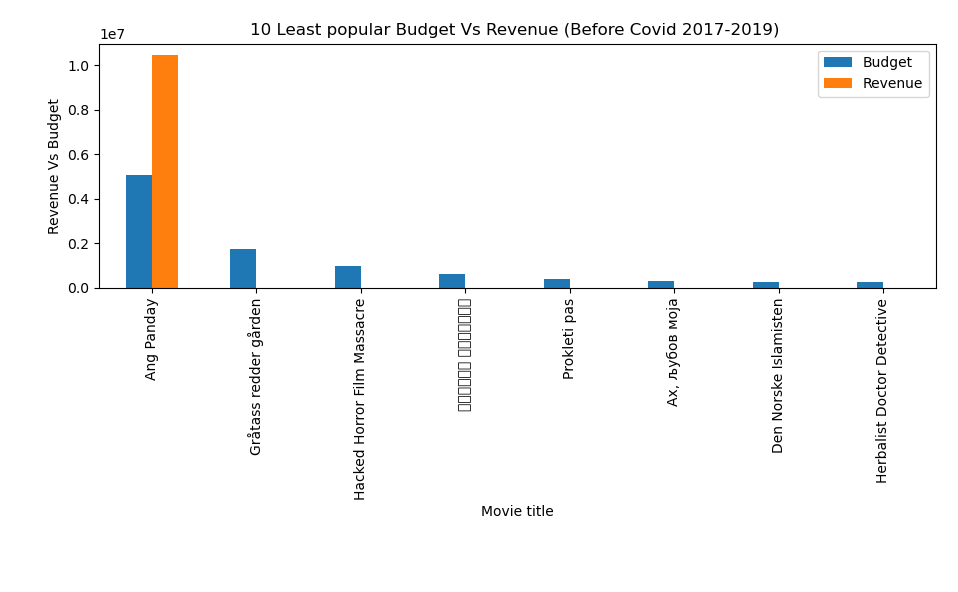 10 Least popular Budget Vs Revenue (Before Covid 2017-2019)
1e7
Budget
Revenue
Revenue Vs Budget
1.0
0.8
0.6
0.4
0.2
0.0
Ang Panday
Gråtass redder gården
Hacked Horror Film Massacre
Prokleti pas
Ах, љубов моја
Den Norske Islamisten
Herbalist Doctor Detective
Movie title